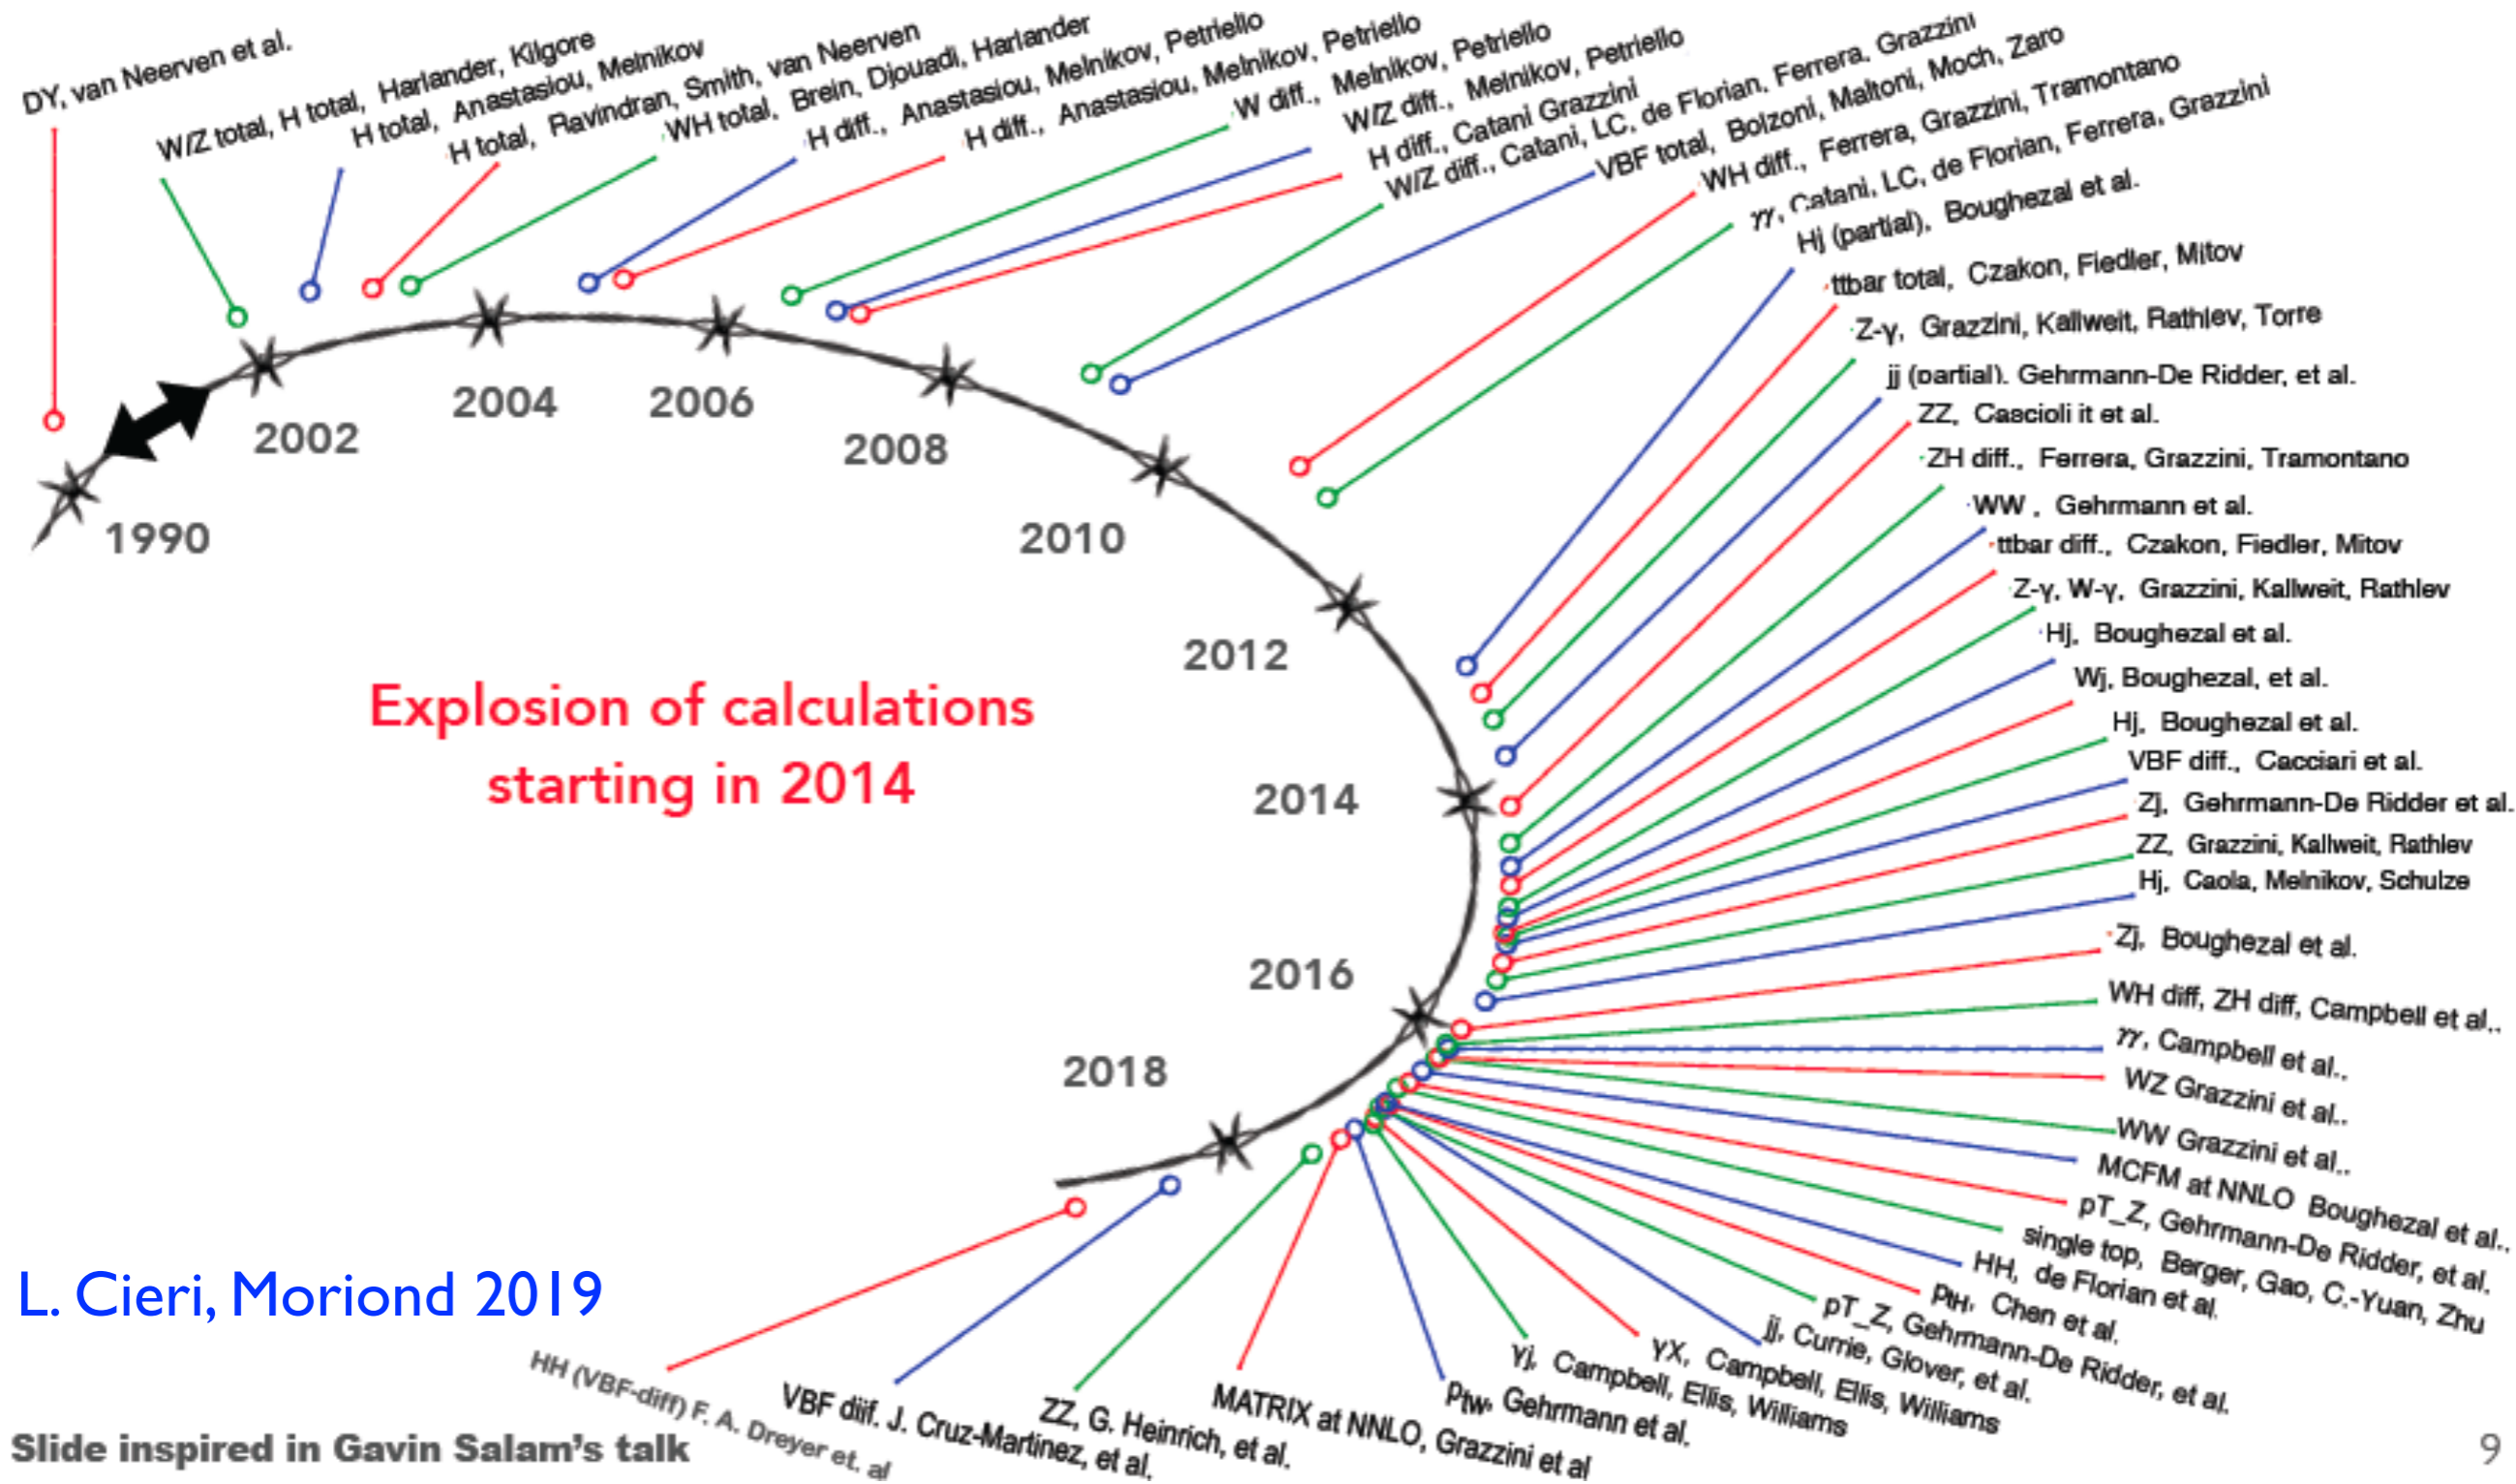 DY, van Neerven et al.
W/Z total, H total, Harlander, Kilgore
H total, Anastasiou, Melnikov
H total, Ravindran, Smith, van Neerven
WH total, Brein, Djouadi, Harlander
H diff., Anastasiou, Melnikov, Petriello
H diff., Anastasiou, Melnikov, Petriello
W diff., Melnikov, Petriello
W/Z diff., Melnikov, Petriello
H diff., Catani Grazzini
W/Z diff., Catani, LC, de Florian, Ferrera, Grazzini
VBF total, Bolzoni, Maltoni, Moch, Zaro
WH diff., Ferrera, Grazzini, Tramontano
γγ, Catani, LC, de Florian, Ferrera, Grazzini
Hj (partial), Boughezal et al.
ttbar total, Czakon, Fiedler, Mitov
Z-γ, Grazzini, Kallweit, Rathlev, Torre
jj (partial). Gehrmann-De Ridder, et al.
ZZ, Cascioli it et al.
ZH diff., Ferrera, Grazzini, Tramontano
WW , Gehrmann et al.
ttbar diff., Czakon, Fiedler, Mitov
Z-γ, W-γ, Grazzini, Kallweit, Rathlev
Hj, Boughezal et al.
Wj, Boughezal, et al.
Hj, Boughezal et al.
VBF diff., Cacciari et al.
Zj, Gehrmann-De Ridder et al.
ZZ, Grazzini, Kallweit, Rathlev
Hj, Caola, Melnikov, Schulze
Zj, Boughezal et al.
WH diff, ZH diff, Campbell et al..
γγ, Campbell et al..
WZ Grazzini et al..
WW Grazzini et al..
MCFM at NNLO Boughezal et al..
pT_Z, Gehrmann-De Ridder, et al.
single top, Berger, Gao, C.-Yuan, Zhu
HH, de Florian et al.
ptH, Chen et al.
pT_Z, Gehrmann-De Ridder, et al.
jj, Currie, Glover, et al.
γX, Campbell, Ellis, Williams
γj, Campbell, Ellis, Williams
ptw, Gehrmann et al.
MATRIX at NNLO, Grazzini et al
ZZ, G. Heinrich, et al.
VBF diif. J. Cruz-Martinez, et al.
HH (VBF-diff) F. A. Dreyer et. al
1990
2002
2004
2006
2008
2010
2012
2014
2016
2018
Explosion of calculations
starting in 2014
L. Cieri, Moriond 2019
Slide inspired in Gavin Salam's talk
9